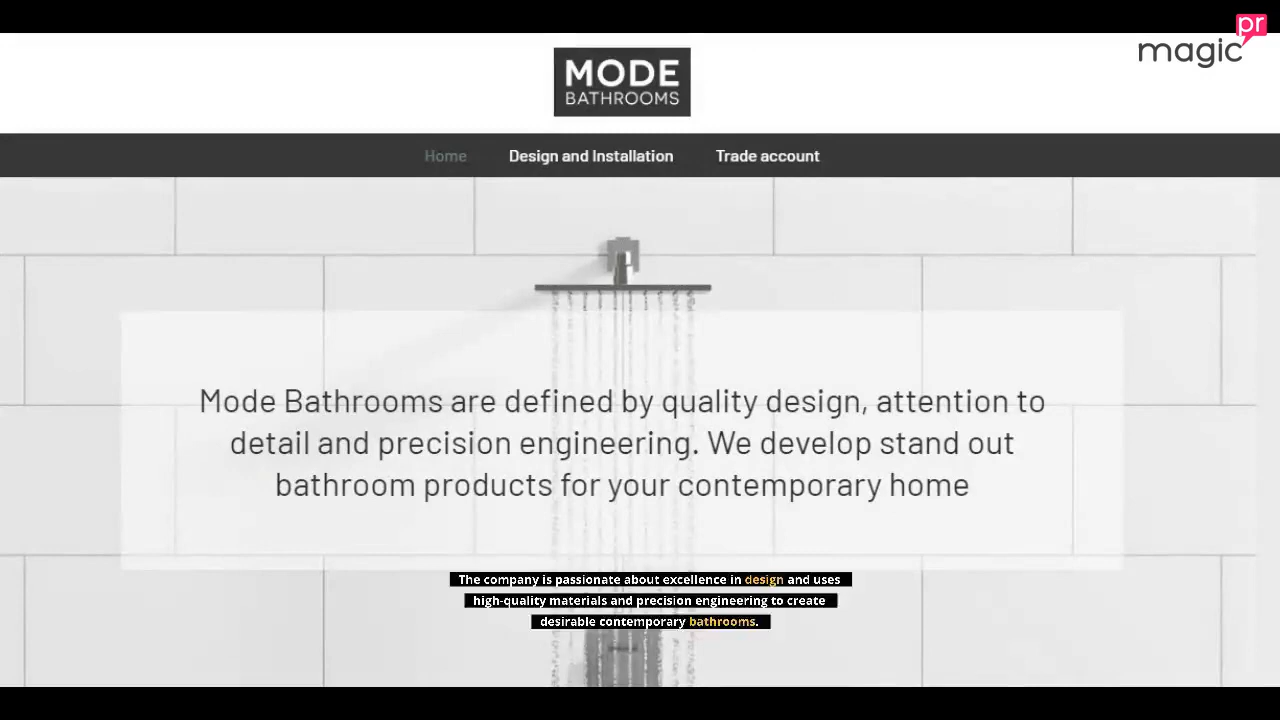 pr
magic
MODE
BATHROOMS
Home Design and Installation Trade account
Mode Bathrooms are defined by quality design, attention to
detail and precision engineering. We develop stand out
bathroom products for your contemporary home
The company is passionate about excellence in design and uses
high-quality materials and precision engineering to create
desirable contemporary bathrooms.